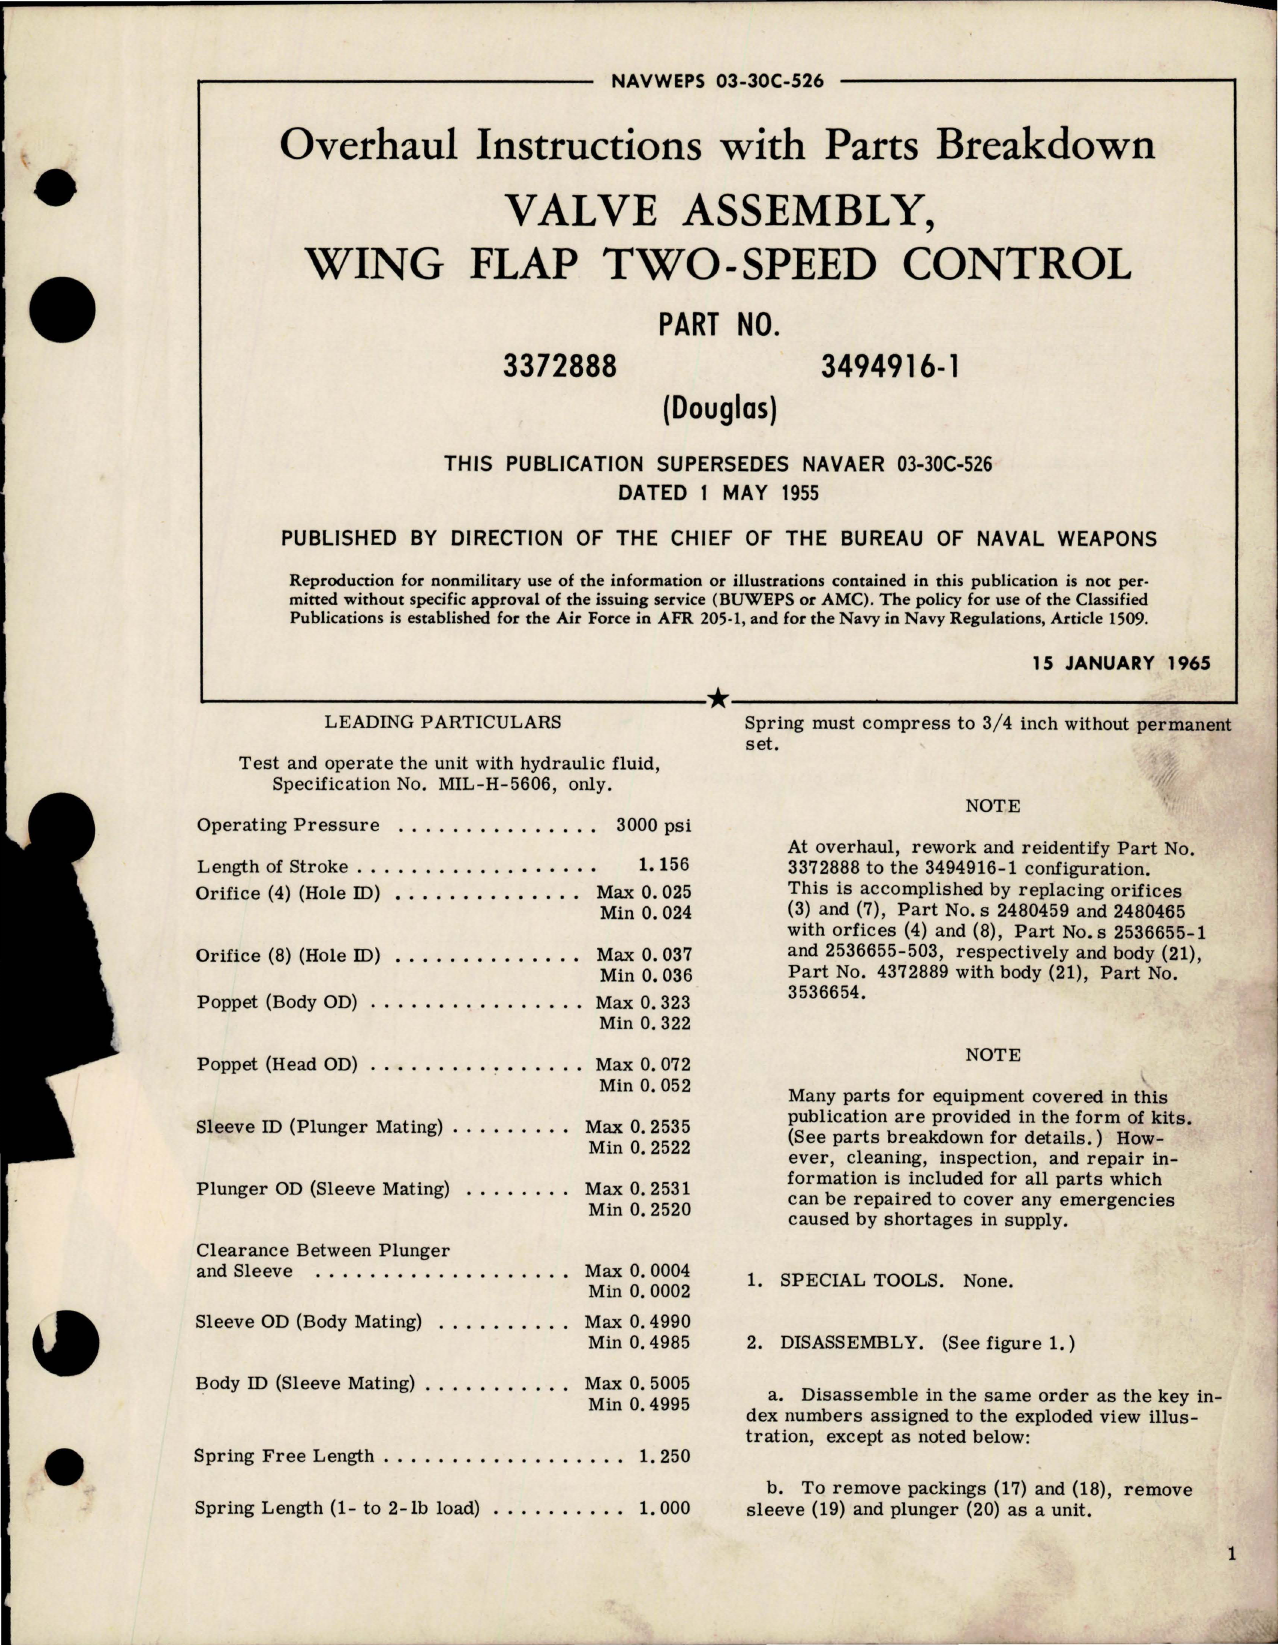 NAVWEPS 03-30C-526
Overhaul Instructions with Parts Breakdown
VALVE ASSEMBLY,
WING FLAP TWO-SPEED CONTROL
PART NO.
3372888 3494916-1
(Douglas)
THIS PUBLICATION SUPERSEDES NAVAER 03-30C-526
DATED 1 MAY 1955
PUBLISHED BY DIRECTION OF THE CHIEF OF THE BUREAU OF NAVAL WEAPONS
Reproduction for nonmilitary use of the information or illustrations contained in this publication is not per-
mitted without specific approval of the issuing service (BUWEPS or AMC). The policy for use of the Classified
Publications is established for the Air Force in AFR 205-1, and for the Navy in Navy Regulations, Article 1509.
15 JANUARY 1965
LEADING PARTICULARS
Test and operate the unit with hydraulic fluid,
Specification No. MIL-H-5606, only.
Operating Pressure . . . . . . . . . . . . . . . 3000 psi
Length of Stroke . . . . . . . . . . . . . . . . . . 1.156
Orifice (4) (Hole ID) . . . . . . . . . . . . . . Max 0.025
Min 0.024
Orifice (8) (Hole ID) . . . . . . . . . . . . . . Max 0.037
Min 0.036
Poppet (Body OD) . . . . . . . . . . . . . . . . Max 0.323
Min 0.322
Poppet (Head OD) . . . . . . . . . . . . . . . . Max 0.072
Min 0.052
Sleeve ID (Plunger Mating) . . . . . . . . . Max 0.2535
Min 0.2522
Plunger OD (Sleeve Mating) . . . . . . . . Max 0.2531
Min 0.2520
Clearance Between Plunger
and Sleeve . . . . . . . . . . . . . . . . . . . Max 0.0004
Min 0.0002
Sleeve OD (Body Mating) . . . . . . . . . . Max 0.4990
Min 0.4985
Body ID (Sleeve Mating) . . . . . . . . . . . Max 0.5005
Min 0.4995
Spring Free Length . . . . . . . . . . . . . . . . . . 1.250
Spring Length (1- to 2-lb load) . . . . . . . . . . 1.000
Spring must compress to 3/4 inch without permanent
set.
NOTE
At overhaul, rework and reidentify Part No.
3372888 to the 3494916-1 configuration.
This is accomplished by replacing orifices
(3) and (7), Part No.s 2480459 and 2480465
with orfices (4) and (8), Part No.s 2536655-1
and 2536655-503, respectively and body (21),
Part No. 4372889 with body (21), Part No.
3536654.
NOTE
Many parts for equipment covered in this
publication are provided in the form of kits.
(See parts breakdown for details.) How-
ever, cleaning, inspection, and repair in-
formation is included for all parts which
can be repaired to cover any emergencies
caused by shortages in supply.
1. SPECIAL TOOLS. None.
2. DISASSEMBLY. (See figure 1.)
a. Disassemble in the same order as the key in-
dex numbers assigned to the exploded view illus-
tration, except as noted below:
b. To remove packings (17) and (18), remove
sleeve (19) and plunger (20) as a unit.
1